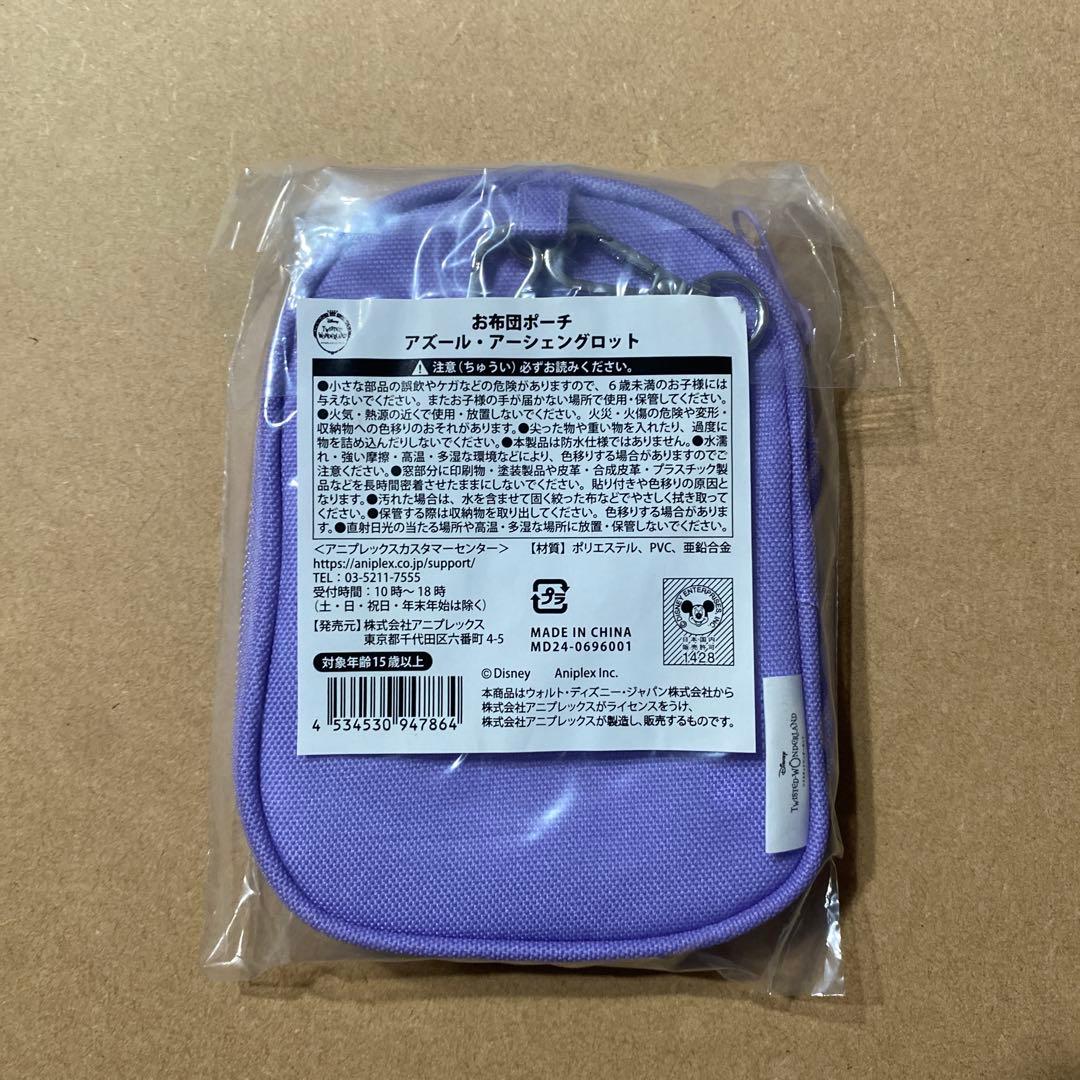 Disney
TWISTED
WONDERLAND
お布団ポーチ
アズール・アーシェングロット
注意(ちゅうい)必ずお読みください。
●小さな部品の誤飲やケガなどの危険がありますので、6歳未満のお子様には
与えないでください。またお子様の手が届かない場所で使用・保管してください。
●火気・熱源の近くで使用・放置しないでください。火災・火傷の危険や変形・
収納物への色移りのおそれがあります。●尖った物や重い物を入れたり、過度に
物を詰め込んだりしないでください。●本製品は防水仕様ではありません。●水濡
れ・強い摩擦・高温・多湿な環境などにより、色移りする場合がありますのでご
注意ください。●窓部分に印刷物・塗装製品や皮革・合成皮革・プラスチック製
品などを長時間密着させたままにしないでください。貼り付きや色移りの原因と
なります。●汚れた場合は、水を含ませて固く絞った布などでやさしく拭き取って
ください。●保管する際は収納物を取り出してください。色移りする場合がありま
す。●直射日光の当たる場所や高温・多湿な場所に放置・保管しないでください。
<アニプレックスカスタマーセンター>
https://aniplex.co.jp/support/
TEL:03-5211-7555
受付時間:10時～18時
(土・日・祝日・年末年始は除く)
【発売元】株式会社アニプレックス
東京都千代田区六番町4-5
対象年齢15歳以上
4 534530 947864
【材質】ポリエステル、PVC、亜鉛合金
プラ
MADE IN CHINA
MD24-0696001
©DISNEY ENTERPRISES, INC.
日本国内
販売許可
1428
©Disney Aniplex Inc.
本商品はウォルト・ディズニー・ジャパン株式会社から
株式会社アニプレックスがライセンスをうけ、
株式会社アニプレックスが製造し、販売するものです。
Disney
TWISTED-WONDERLAND